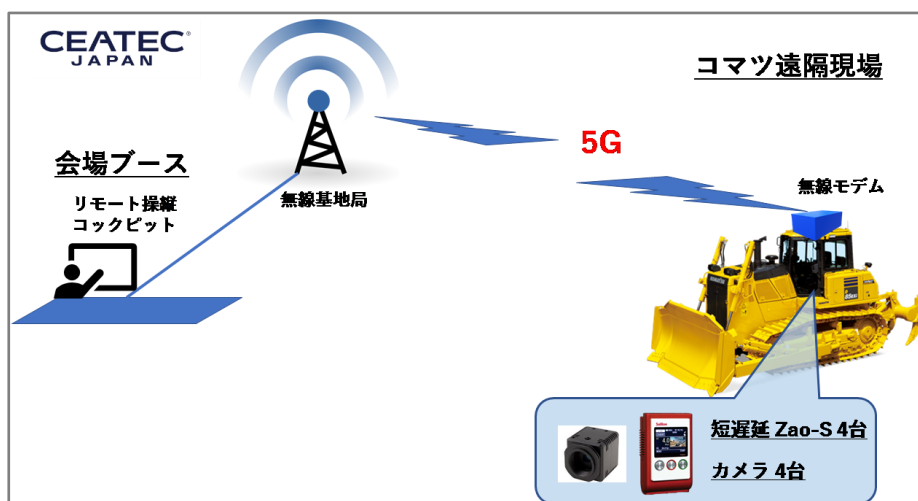 CEATEC®
JAPAN
コマツ遠隔現場
5G
会場ブース
リモート操縦
コックピット
無線基地局
無線モデム
短遅延 Zao-S 4台
カメラ 4台